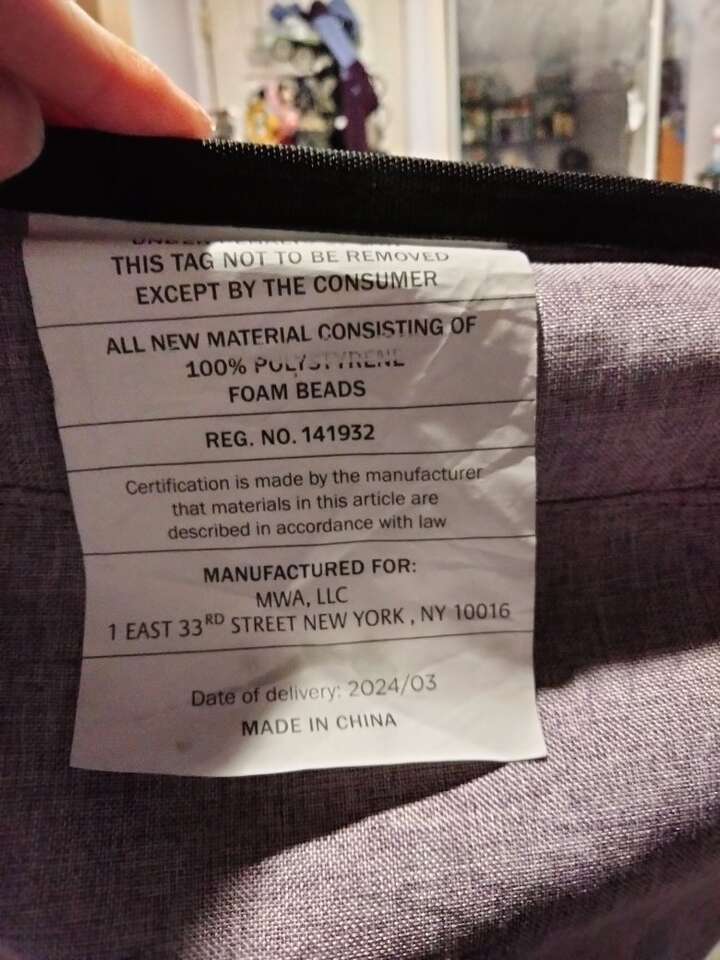 THIS TAG NOT TO BE REMOVED
EXCEPT BY THE CONSUMER
ALL NEW MATERIAL CONSISTING OF
100% POLYSTYRENE
FOAM BEADS
REG. NO. 141932
Certification is made by the manufacturer
that materials in this article are
described in accordance with law
MANUFACTURED FOR:
MWA, LLC
1 EAST 33RD STREET NEW YORK , NY 10016
Date of delivery: 2024/03
MADE IN CHINA